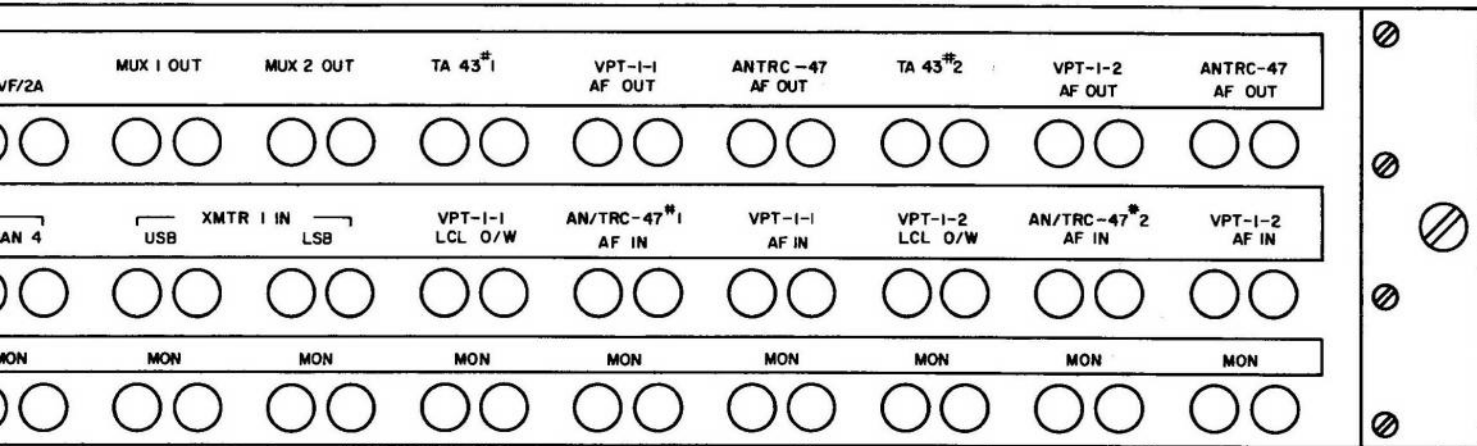 VF/2A
MUX 1 OUT
MUX 2 OUT
TA 43#1
VPT-1-1
AF OUT
ANTRC-47
AF OUT
TA 43#2
VPT-1-2
AF OUT
ANTRC-47
AF OUT
AN 4
XMTR 1 IN
USB LSB
VPT-1-1
LCL O/W
AN/TRC-47#1
AF IN
VPT-1-1
AF IN
VPT-1-2
LCL O/W
AN/TRC-47#2
AF IN
VPT-1-2
AF IN
MON MON MON MON MON MON MON MON MON